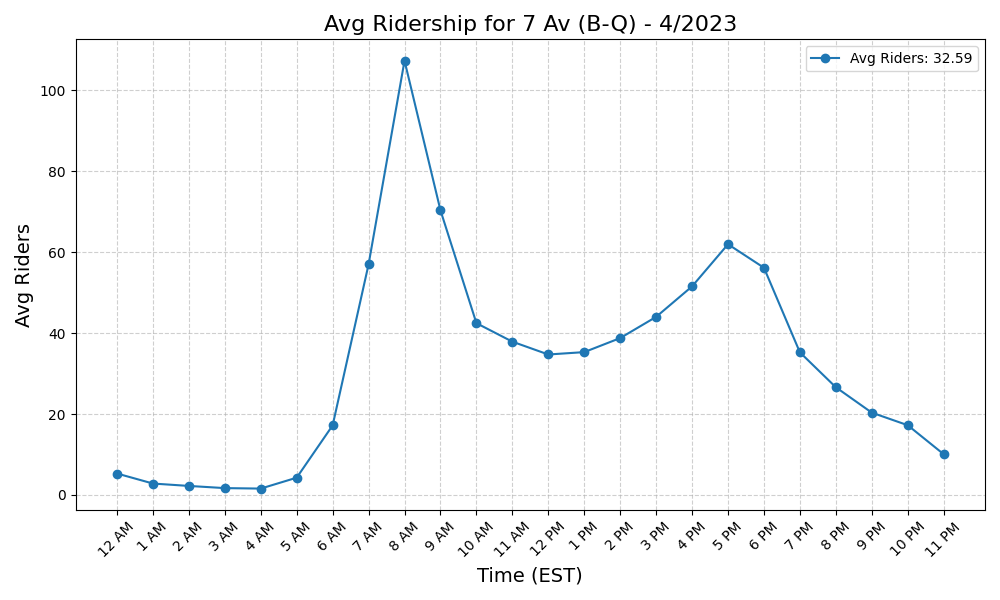 Avg Ridership for 7 Av (B-Q) - 4/2023
Avg Riders: 32.59
Avg Riders
100
80
60
40
20
0
12 AM
1 AM
2 AM
3 AM
4 AM
5 AM
6 AM
7 AM
8 AM
9 AM
10 AM
11 AM
12 PM
1 PM
2 PM
3 PM
4 PM
5 PM
6 PM
7 PM
8 PM
9 PM
10 PM
11 PM
Time (EST)